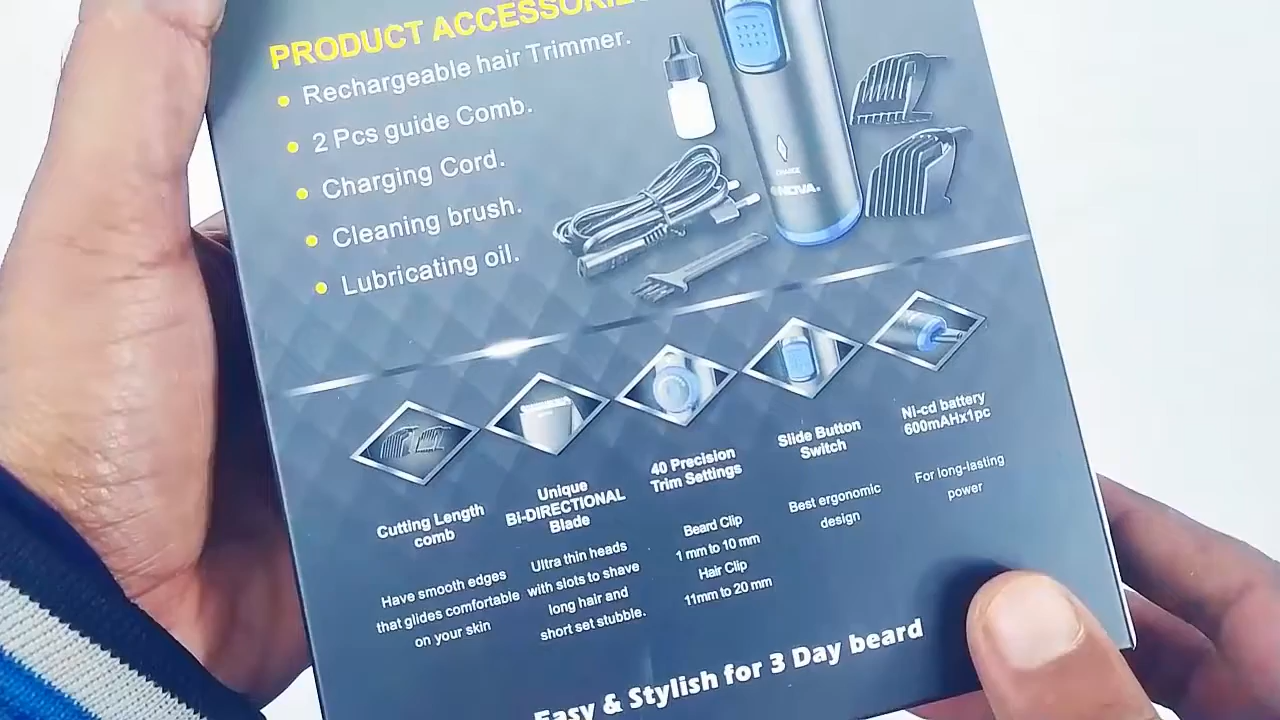 PRODUCT ACCESSORIES
Rechargeable hair Trimmer.
2 Pcs guide Comb.
Charging Cord.
Cleaning brush.
Lubricating oil.
CHARGE
NOVA
Cutting Length
comb
Have smooth edges
that glides comfortable
on your skin
Unique
BI-DIRECTIONAL
Blade
Ultra thin heads
with slots to shave
long hair and
short set stubble.
40 Precision
Trim Settings
Beard Clip
1 mm to 10 mm
Hair Clip
11mm to 20 mm
Slide Button
Switch
Best ergonomic
design
Ni-cd battery
600mAHx1pc
For long-lasting
power
Easy & Stylish for 3 Day beard